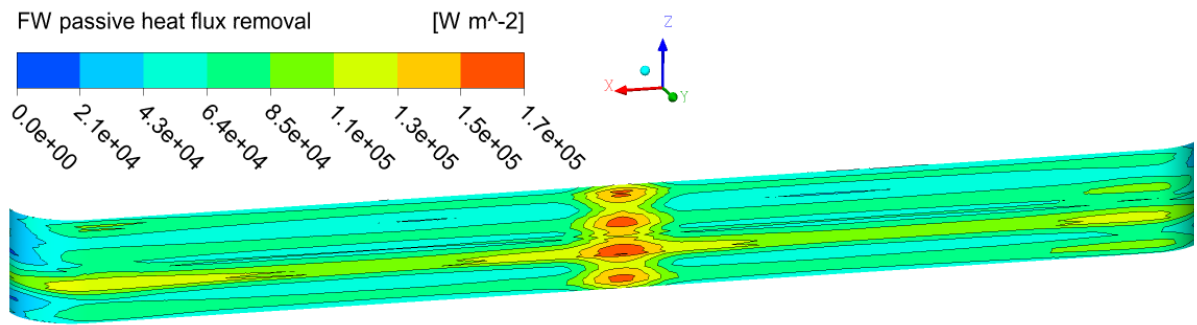 FW passive heat flux removal [W m^-2]
0.0e+00 2.1e+04 4.3e+04 6.4e+04 8.5e+04 1.1e+05 1.3e+05 1.5e+05 1.7e+05
Z
X
Y